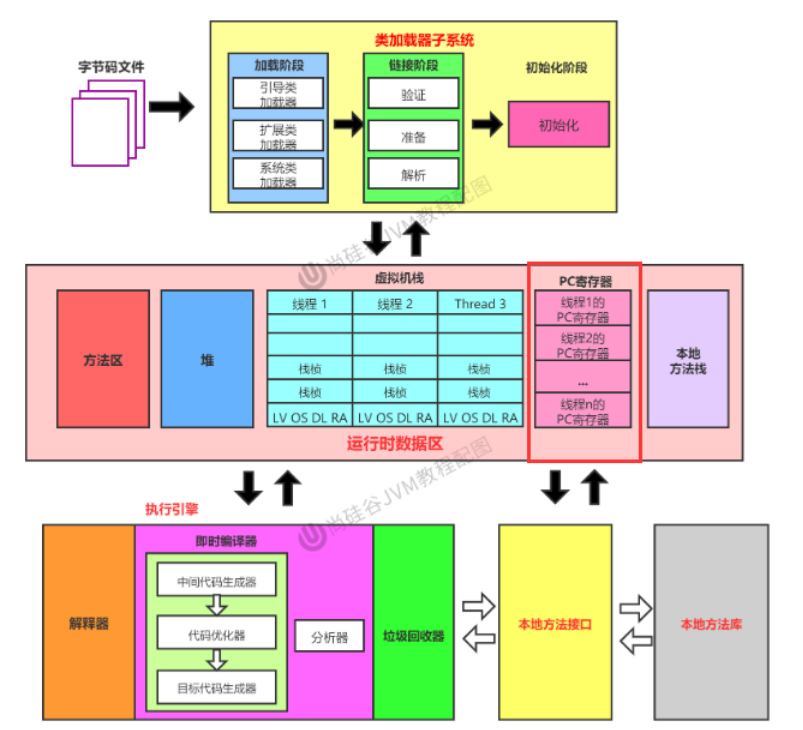 类加载器子系统
字节码文件
加载阶段
引导类
加载器
扩展类
加载器
系统类
加载器
链接阶段
验证
准备
解析
初始化阶段
初始化
尚硅谷JVM教程配图
方法区
堆
虚拟机栈
线程 1 线程 2 Thread 3
栈桢 栈桢 栈桢
栈桢 栈桢 栈桢
LV OS DL RA LV OS DL RA LV OS DL RA
PC寄存器
线程1的
PC寄存器
线程2的
PC寄存器
...
线程n的
PC寄存器
本地
方法栈
运行时数据区
尚硅谷JVM教程配图
执行引擎
解释器
即时编译器
中间代码生成器
代码优化器
目标代码生成器
分析器
垃圾回收器
本地方法接口
本地方法库